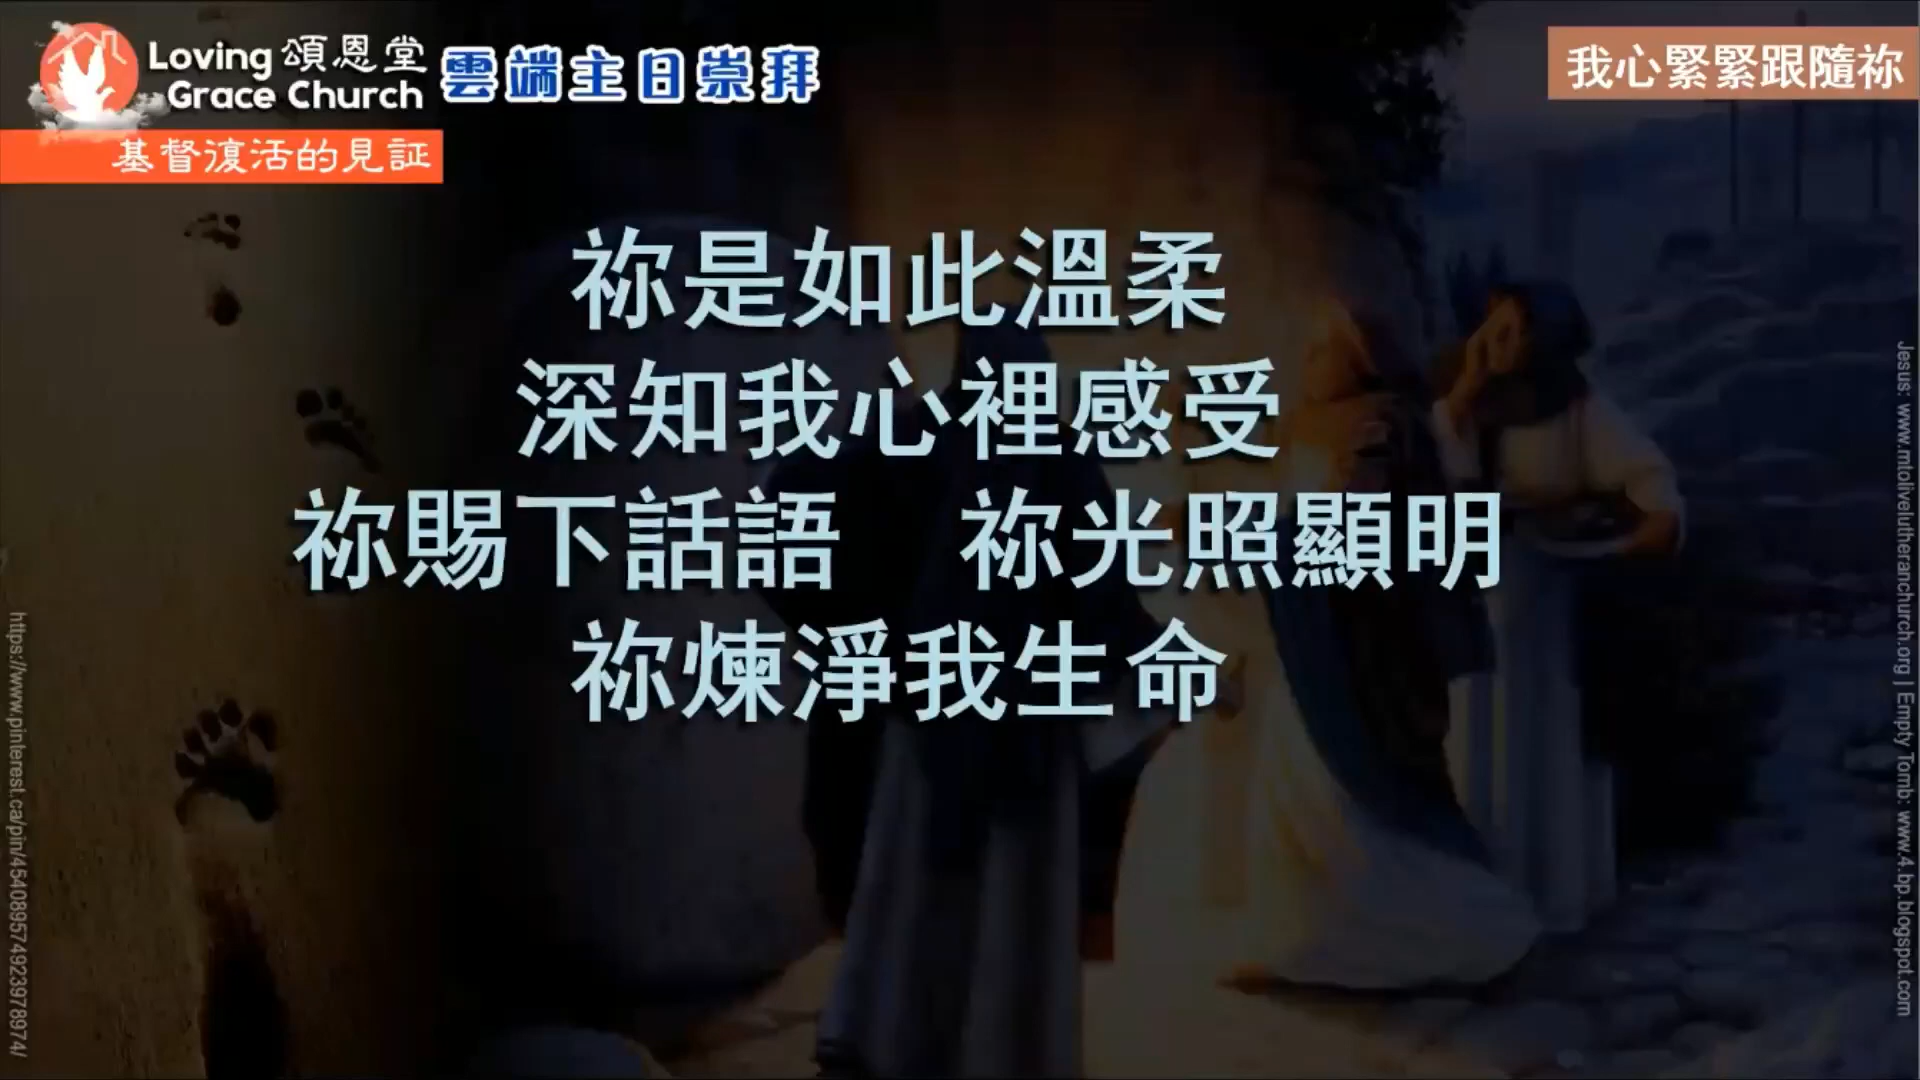 Loving 頌恩堂
Grace Church
雲端主日崇拜
基督復活的見証
我心緊緊跟隨祢
祢是如此溫柔
深知我心裡感受
祢賜下話語　祢光照顯明
祢煉淨我生命
https://www.pinterest.ca/pin/454089574923978974/
Jesus: www.mtolivelutheranchurch.org | Empty Tomb: www.4.bp.blogspot.com